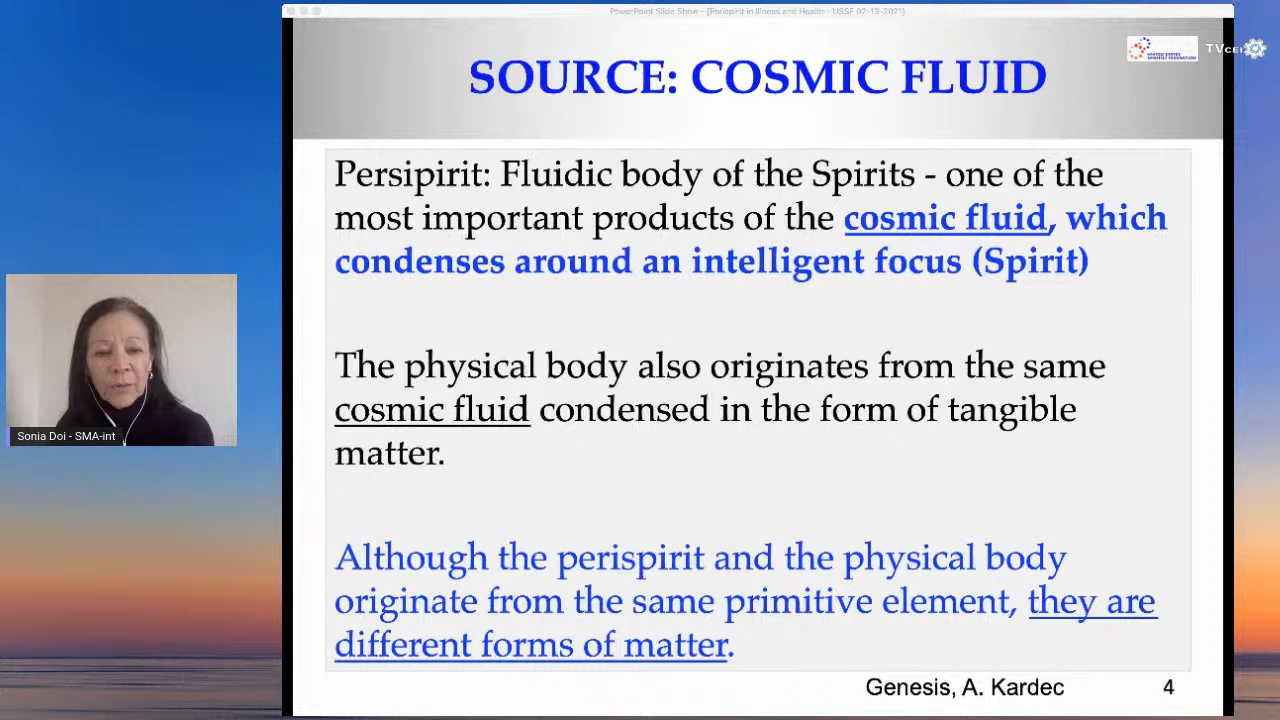 PowerPoint Slide Show - [Perispirit in Illness and Health - USSF 02-13-2021]
UNITED STATES
SPIRITIST FEDERATION
TVCEI
SOURCE: COSMIC FLUID
Persipirit: Fluidic body of the Spirits - one of the
most important products of the cosmic fluid, which
condenses around an intelligent focus (Spirit)
The physical body also originates from the same
cosmic fluid condensed in the form of tangible
matter.
Although the perispirit and the physical body
originate from the same primitive element, they are
different forms of matter.
Genesis, A. Kardec
4
Sonia Doi - SMA-int